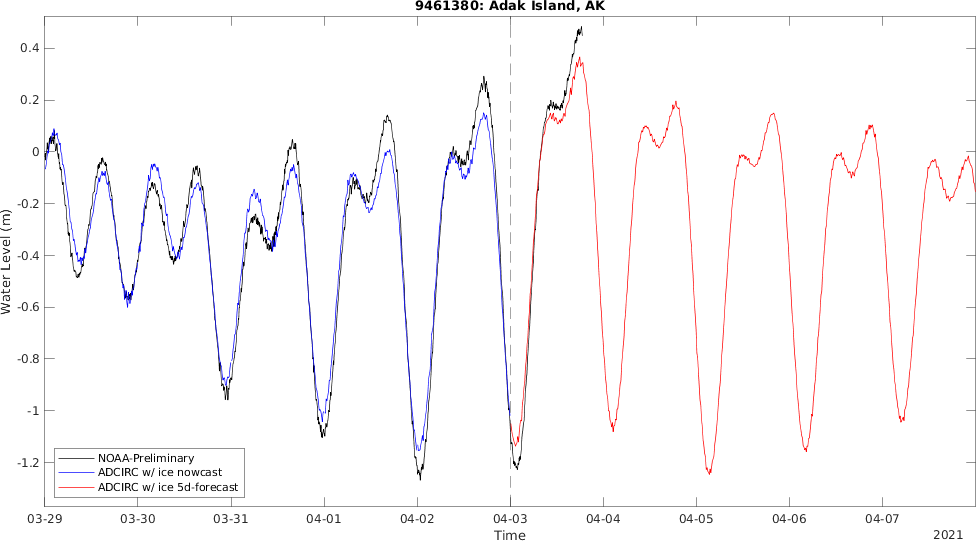 9461380: Adak Island, AK
0.4
0.2
0
-0.2
-0.4
-0.6
-0.8
-1
-1.2
Water Level (m)
NOAA-Preliminary
ADCIRC w/ ice nowcast
ADCIRC w/ ice 5d-forecast
03-29 03-30 03-31 04-01 04-02 04-03 04-04 04-05 04-06 04-07
Time
2021